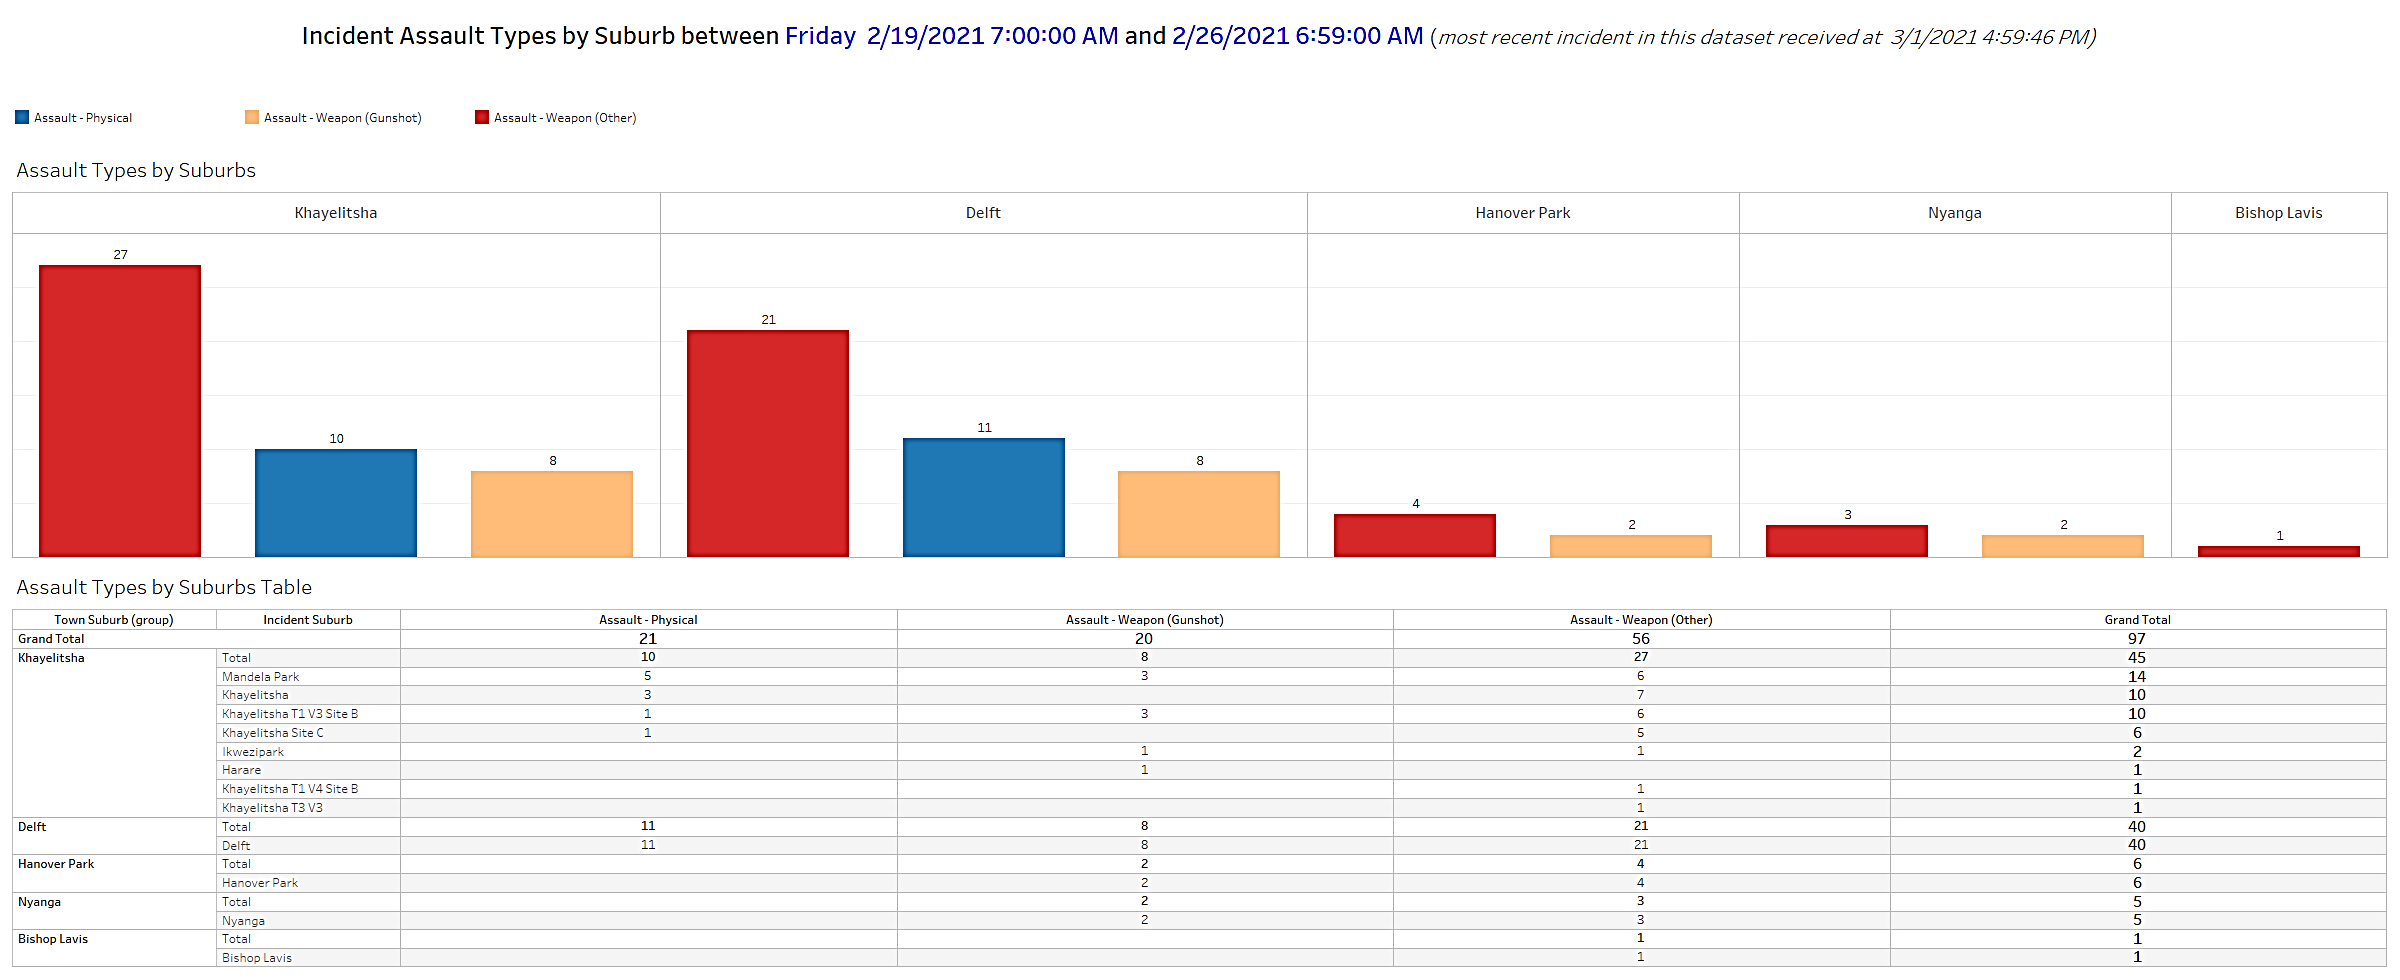 Incident Assault Types by Suburb between Friday 2/19/2021 7:00:00 AM and 2/26/2021 6:59:00 AM (most recent incident in this dataset received at 3/1/2021 4:59:46 PM)
Assault - Physical Assault - Weapon (Gunshot) Assault - Weapon (Other)
Assault Types by Suburbs
Khayelitsha Delft Hanover Park Nyanga Bishop Lavis
27
21
10
11
8
8
4
2
3
2
1
Assault Types by Suburbs Table
Town Suburb (group) Incident Suburb Assault - Physical Assault - Weapon (Gunshot) Assault - Weapon (Other) Grand Total
Grand Total 21 20 56 97
Khayelitsha Total 10 8 27 45
Mandela Park 5 3 6 14
Khayelitsha 3 7 10
Khayelitsha T1 V3 Site B 1 3 6 10
Khayelitsha Site C 1 5 6
Ikwezipark 1 1 2
Harare 1 1
Khayelitsha T1 V4 Site B 1 1
Khayelitsha T3 V3 1 1
Delft Total 11 8 21 40
Delft 11 8 21 40
Hanover Park Total 2 4 6
Hanover Park 2 4 6
Nyanga Total 2 3 5
Nyanga 2 3 5
Bishop Lavis Total 1 1
Bishop Lavis 1 1